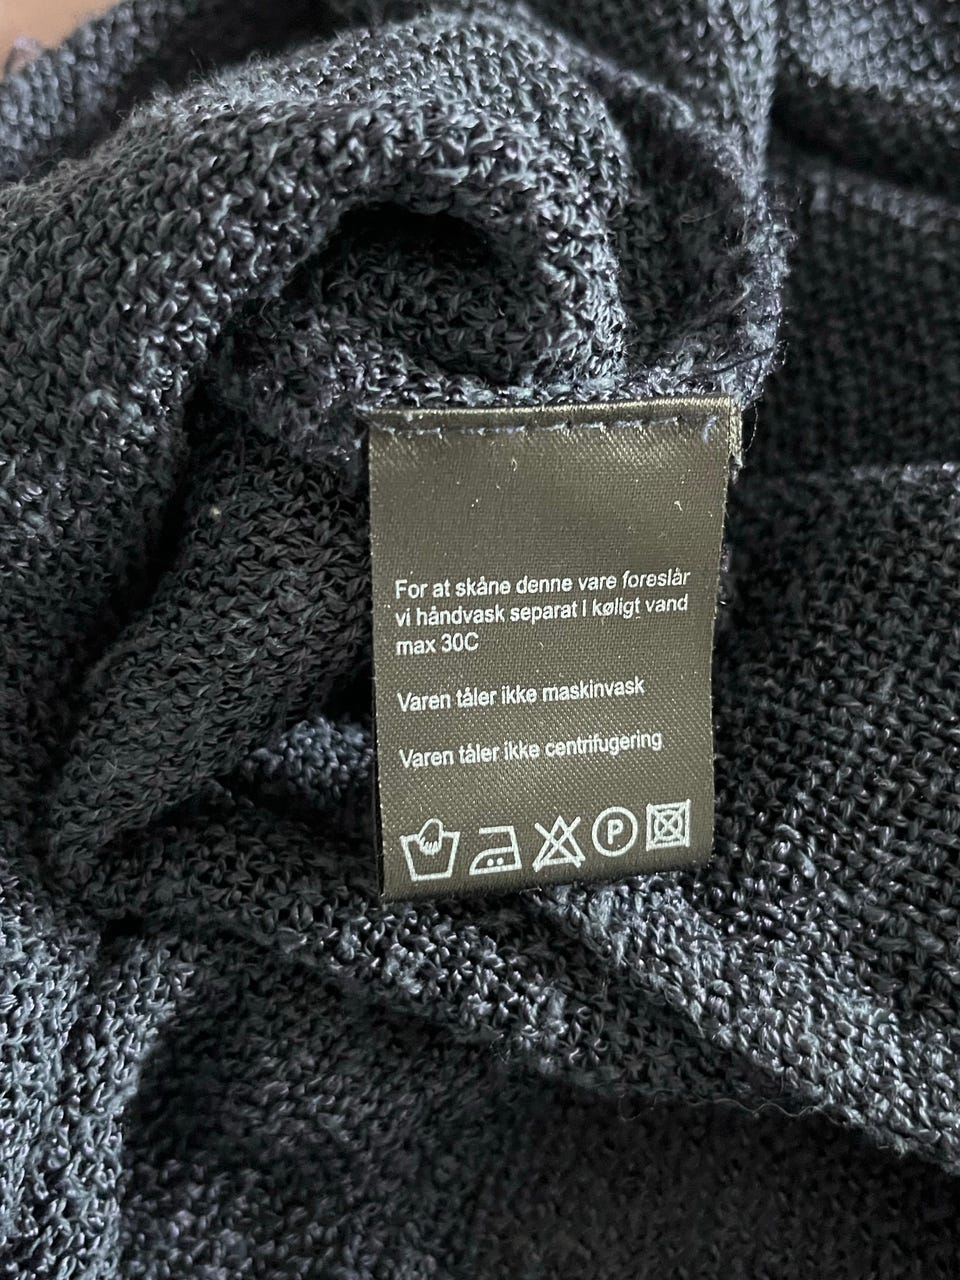 For at skåne denne vare foreslår
vi håndvask separat I køligt vand
max 30C
Varen tåler ikke maskinvask
Varen tåler ikke centrifugering
P